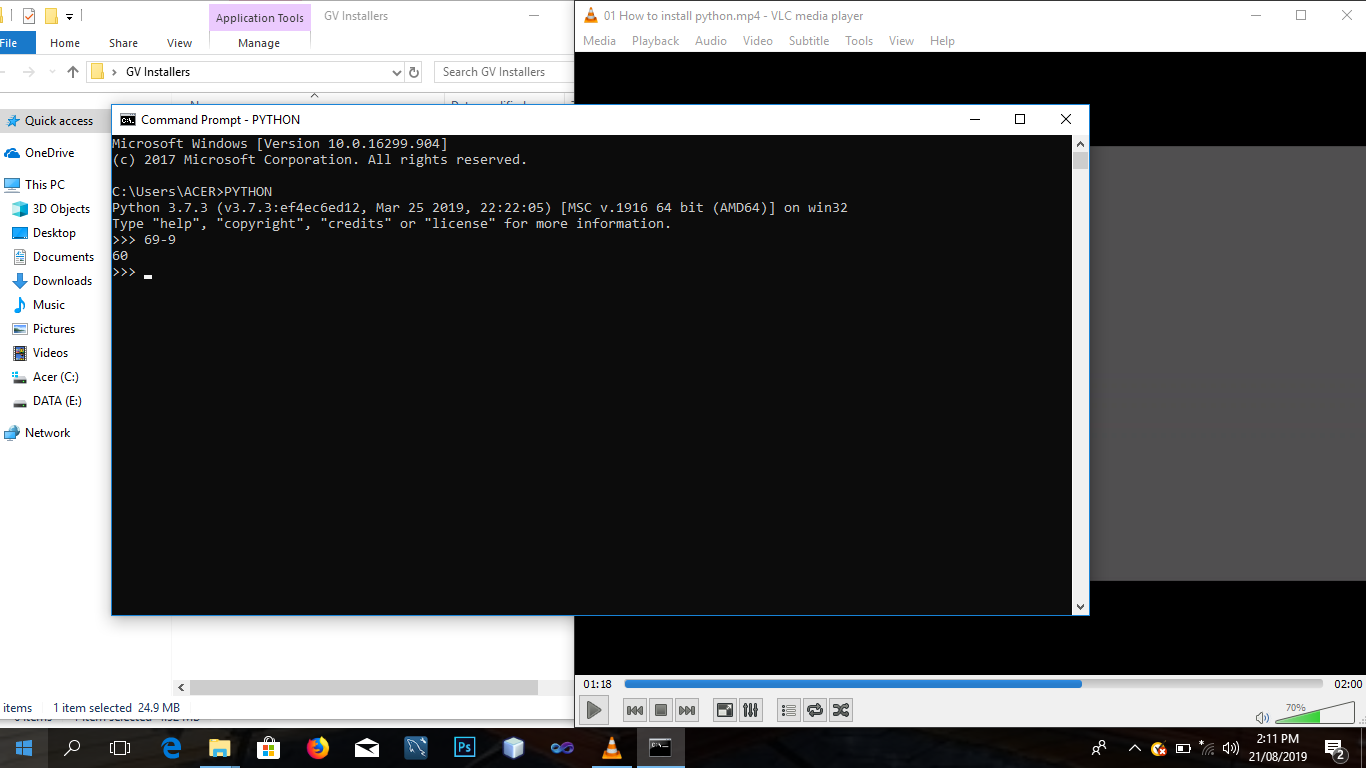 Application Tools
GV Installers
File
Home
Share
View
Manage
GV Installers
Search GV Installers
Quick access
OneDrive
This PC
3D Objects
Desktop
Documents
Downloads
Music
Pictures
Videos
Acer (C:)
DATA (E:)
Network
items
1 item selected 24.9 MB
01 How to install python.mp4 - VLC media player
Media Playback Audio Video Subtitle Tools View Help
Command Prompt - PYTHON
Microsoft Windows [Version 10.0.16299.904]
(c) 2017 Microsoft Corporation. All rights reserved.
C:\Users\ACER>PYTHON
Python 3.7.3 (v3.7.3:ef4ec6ed12, Mar 25 2019, 22:22:05) [MSC v.1916 64 bit (AMD64)] on win32
Type "help", "copyright", "credits" or "license" for more information.
>>> 69-9
60
>>>
01:18
02:00
70%
Ps
2:11 PM
21/08/2019
2